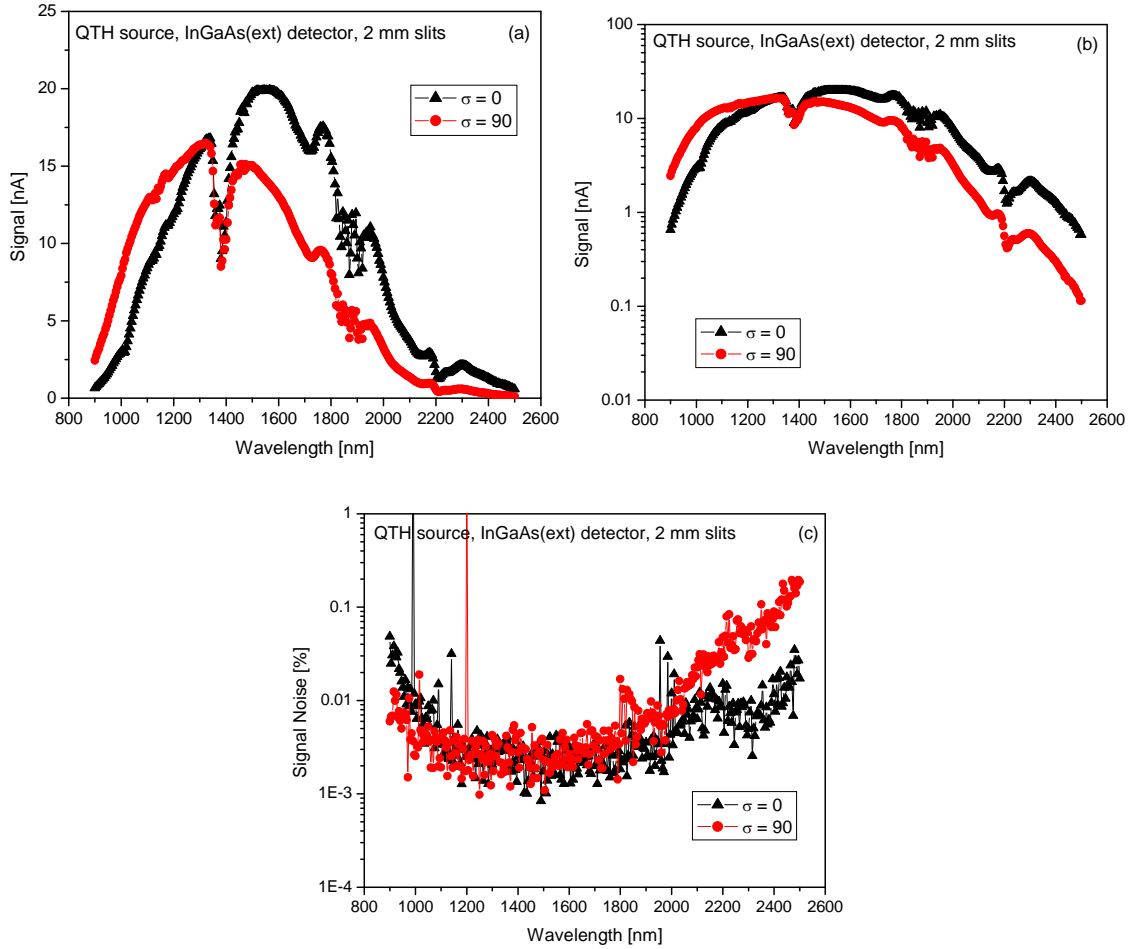 QTH source, InGaAs(ext) detector, 2 mm slits
(a)
σ = 0
σ = 90
25
20
15
10
5
0
Signal [nA]
800 1000 1200 1400 1600 1800 2000 2200 2400 2600
Wavelength [nm]
QTH source, InGaAs(ext) detector, 2 mm slits
(b)
σ = 0
σ = 90
100
10
1
0.1
0.01
Signal [nA]
800 1000 1200 1400 1600 1800 2000 2200 2400 2600
Wavelength [nm]
QTH source, InGaAs(ext) detector, 2 mm slits
(c)
σ = 0
σ = 90
1
0.1
0.01
1E-3
1E-4
Signal Noise [%]
800 1000 1200 1400 1600 1800 2000 2200 2400 2600
Wavelength [nm]